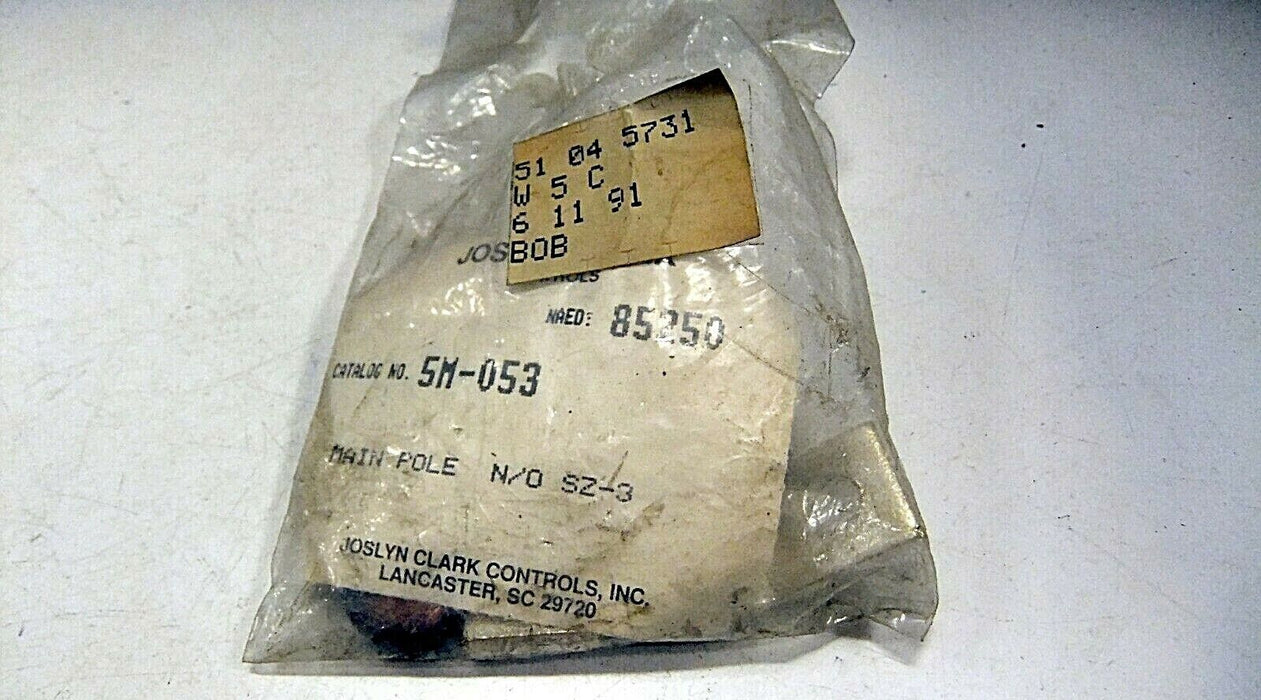 51 04 5731
W 5 C
6 11 91
BOB
JOS
NAED: 85250
CATALOG NO. 5M-053
MAIN POLE N/O SZ-3
JOSLYN CLARK CONTROLS, INC.
LANCASTER, SC 29720